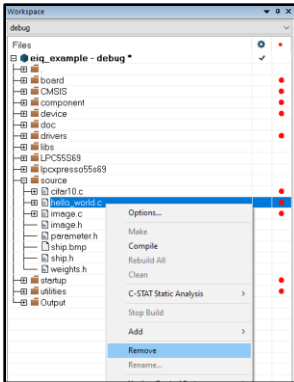 Workspace
debug
Files
eiq_example - debug *
board
CMSIS
component
device
doc
drivers
libs
LPC55S69
lpcxpresso55s69
source
cifar10.c
hello_world.c
image.c
image.h
parameter.h
ship.bmp
ship.h
weights.h
startup
utilities
Output
Options...
Make
Compile
Rebuild All
Clean
C-STAT Static Analysis
Stop Build
Add
Remove
Rename...